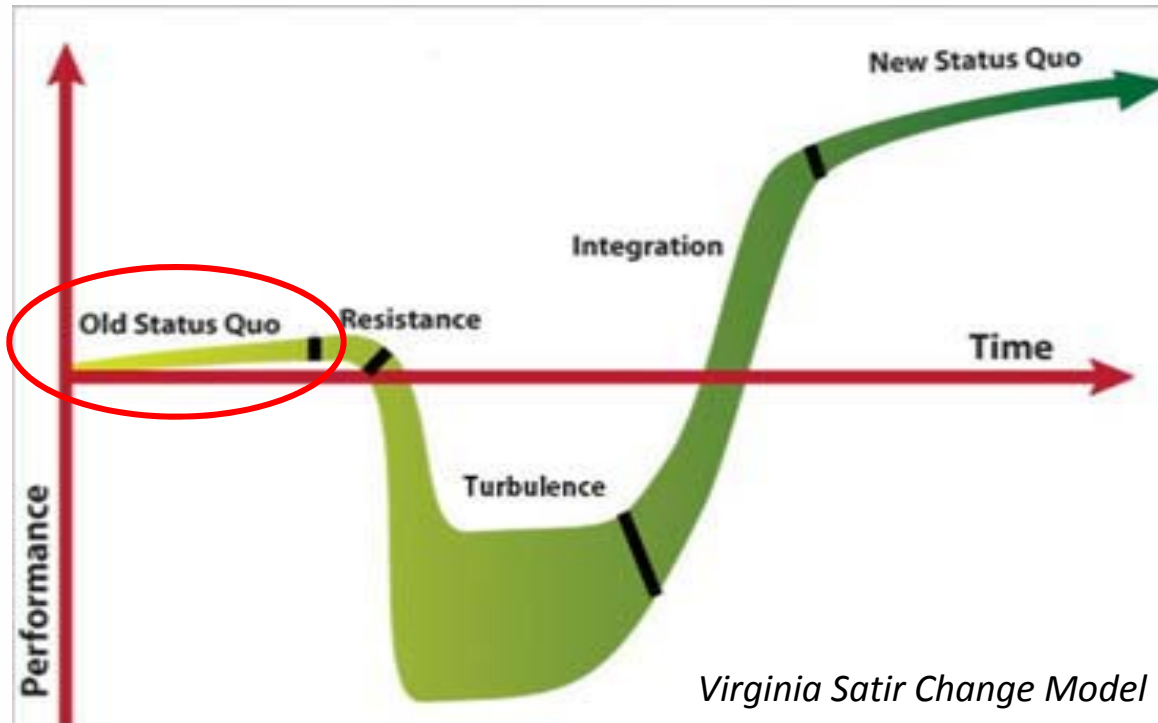 New Status Quo
Integration
Old Status Quo
Resistance
Time
Turbulence
Performance
Virginia Satir Change Model